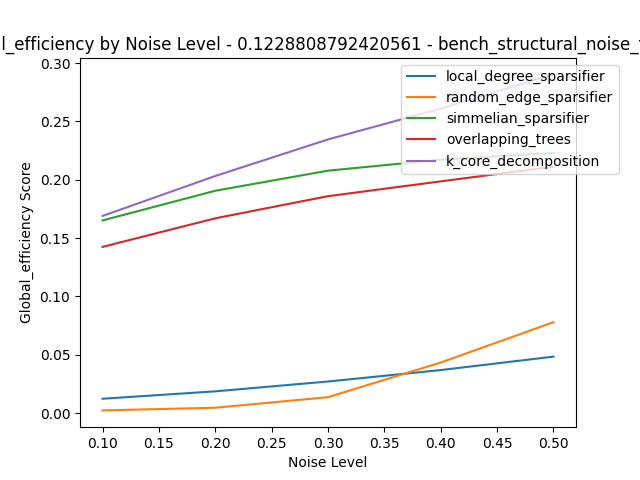 l_efficiency by Noise Level - 0.1228808792420561 - bench_structural_noise_
local_degree_sparsifier
random_edge_sparsifier
simmelian_sparsifier
overlapping_trees
k_core_decomposition
Global_efficiency Score
0.30
0.25
0.20
0.15
0.10
0.05
0.00
0.10 0.15 0.20 0.25 0.30 0.35 0.40 0.45 0.50
Noise Level